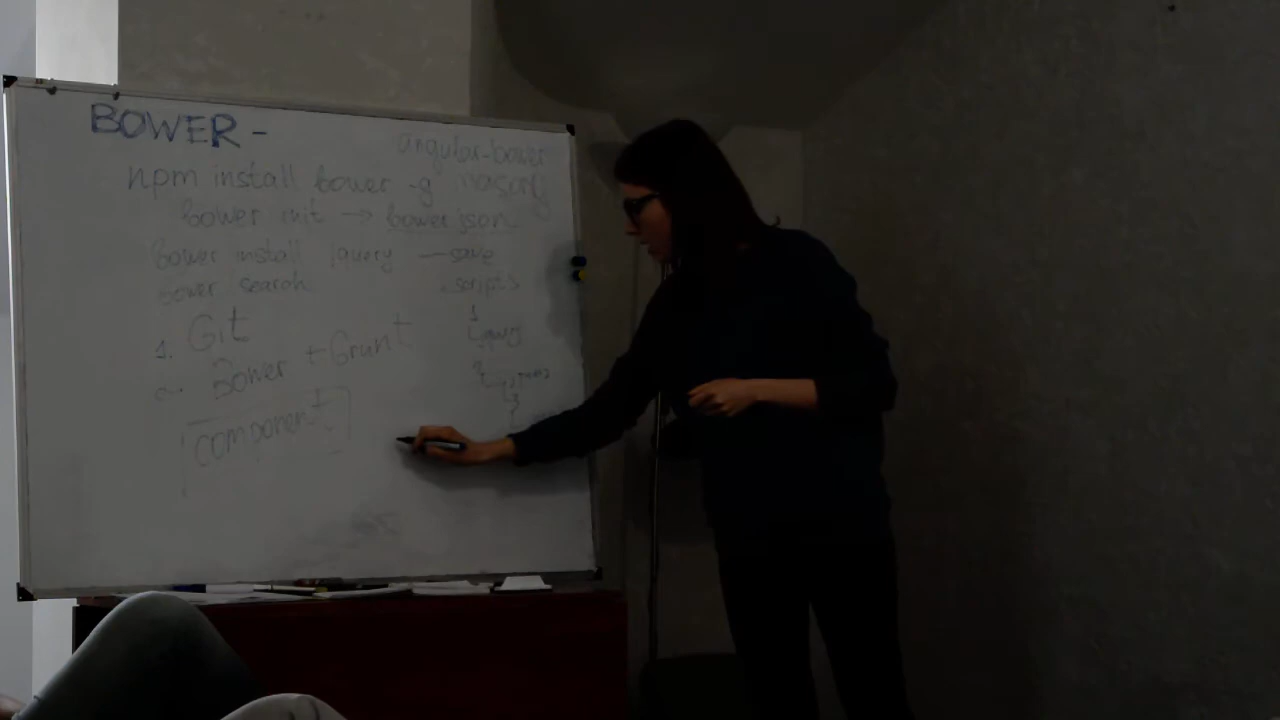 BOWER -
angular-bower
npm install bower -g
bower init → bower.json
Bower install jquery —save
bower search
scripts
1. Git
2. Bower + Grunt
component